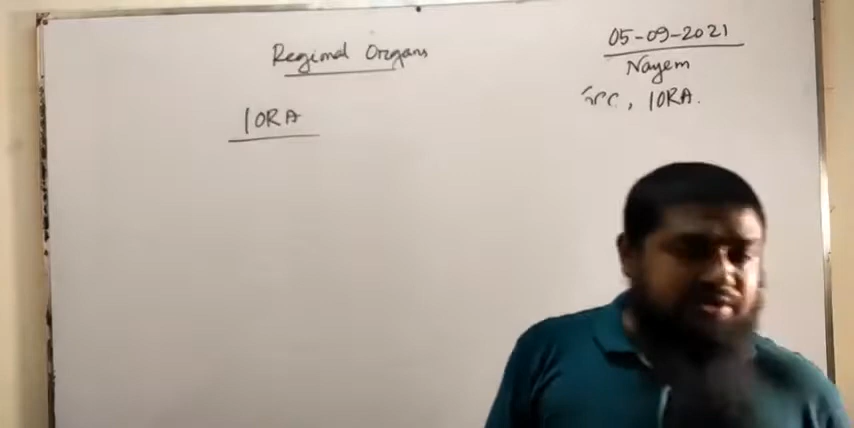 05-09-2021
Regional Organs
Nayem
, IORA.
IORA